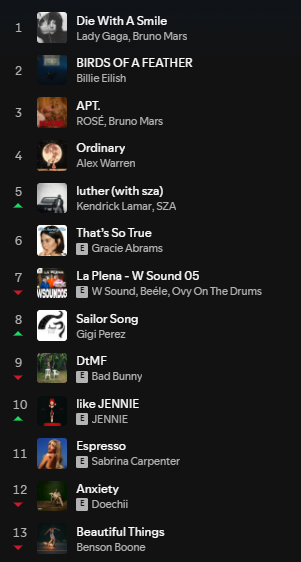 1
Die With A Smile
Lady Gaga, Bruno Mars
2
BIRDS OF A FEATHER
Billie Eilish
3
APT.
ROSÉ, Bruno Mars
4
Ordinary
Alex Warren
5
luther (with sza)
Kendrick Lamar, SZA
6
That's So True
E Gracie Abrams
7
La Plena - W Sound 05
E W Sound, Beéle, Ovy On The Drums
WSOUND05
8
Sailor Song
Gigi Perez
9
DtMF
E Bad Bunny
10
like JENNIE
E JENNIE
11
Espresso
E Sabrina Carpenter
12
Anxiety
E Doechii
13
Beautiful Things
Benson Boone